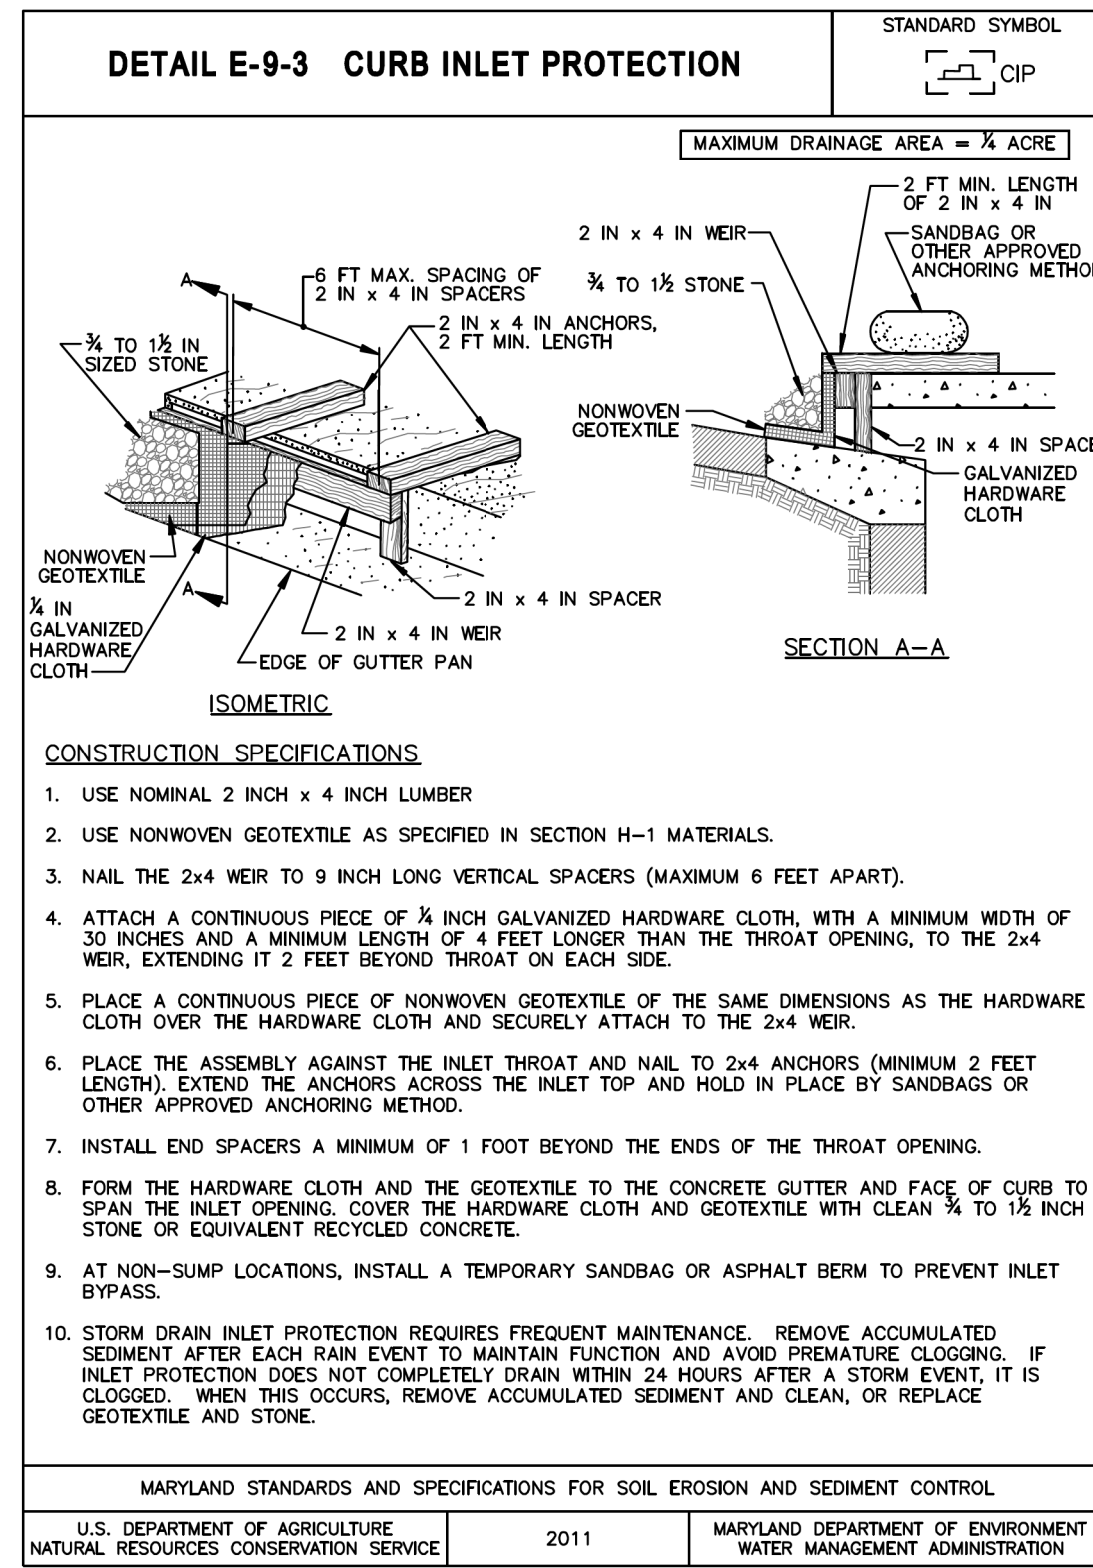 DETAIL E-9-3 CURB INLET PROTECTION
STANDARD SYMBOL
CIP
MAXIMUM DRAINAGE AREA = ¼ ACRE
6 FT MAX. SPACING OF
2 IN x 4 IN SPACERS
A
¾ TO 1½ IN
SIZED STONE
2 IN x 4 IN ANCHORS,
2 FT MIN. LENGTH
NONWOVEN
GEOTEXTILE
A
¼ IN
GALVANIZED
HARDWARE
CLOTH
2 IN x 4 IN SPACER
2 IN x 4 IN WEIR
EDGE OF GUTTER PAN
ISOMETRIC
2 FT MIN. LENGTH
OF 2 IN x 4 IN
2 IN x 4 IN WEIR
SANDBAG OR
OTHER APPROVED
ANCHORING METHO
¾ TO 1½ STONE
NONWOVEN
GEOTEXTILE
2 IN x 4 IN SPACE
GALVANIZED
HARDWARE
CLOTH
SECTION A-A
CONSTRUCTION SPECIFICATIONS
1. USE NOMINAL 2 INCH x 4 INCH LUMBER
2. USE NONWOVEN GEOTEXTILE AS SPECIFIED IN SECTION H-1 MATERIALS.
3. NAIL THE 2x4 WEIR TO 9 INCH LONG VERTICAL SPACERS (MAXIMUM 6 FEET APART).
4. ATTACH A CONTINUOUS PIECE OF ¼ INCH GALVANIZED HARDWARE CLOTH, WITH A MINIMUM WIDTH OF
30 INCHES AND A MINIMUM LENGTH OF 4 FEET LONGER THAN THE THROAT OPENING, TO THE 2x4
WEIR, EXTENDING IT 2 FEET BEYOND THROAT ON EACH SIDE.
5. PLACE A CONTINUOUS PIECE OF NONWOVEN GEOTEXTILE OF THE SAME DIMENSIONS AS THE HARDWARE
CLOTH OVER THE HARDWARE CLOTH AND SECURELY ATTACH TO THE 2x4 WEIR.
6. PLACE THE ASSEMBLY AGAINST THE INLET THROAT AND NAIL TO 2x4 ANCHORS (MINIMUM 2 FEET
LENGTH). EXTEND THE ANCHORS ACROSS THE INLET TOP AND HOLD IN PLACE BY SANDBAGS OR
OTHER APPROVED ANCHORING METHOD.
7. INSTALL END SPACERS A MINIMUM OF 1 FOOT BEYOND THE ENDS OF THE THROAT OPENING.
8. FORM THE HARDWARE CLOTH AND THE GEOTEXTILE TO THE CONCRETE GUTTER AND FACE OF CURB TO
SPAN THE INLET OPENING. COVER THE HARDWARE CLOTH AND GEOTEXTILE WITH CLEAN ¾ TO 1½ INCH
STONE OR EQUIVALENT RECYCLED CONCRETE.
9. AT NON-SUMP LOCATIONS, INSTALL A TEMPORARY SANDBAG OR ASPHALT BERM TO PREVENT INLET
BYPASS.
10. STORM DRAIN INLET PROTECTION REQUIRES FREQUENT MAINTENANCE. REMOVE ACCUMULATED
SEDIMENT AFTER EACH RAIN EVENT TO MAINTAIN FUNCTION AND AVOID PREMATURE CLOGGING. IF
INLET PROTECTION DOES NOT COMPLETELY DRAIN WITHIN 24 HOURS AFTER A STORM EVENT, IT IS
CLOGGED. WHEN THIS OCCURS, REMOVE ACCUMULATED SEDIMENT AND CLEAN, OR REPLACE
GEOTEXTILE AND STONE.
MARYLAND STANDARDS AND SPECIFICATIONS FOR SOIL EROSION AND SEDIMENT CONTROL
U.S. DEPARTMENT OF AGRICULTURE
NATURAL RESOURCES CONSERVATION SERVICE
2011
MARYLAND DEPARTMENT OF ENVIRONMENT
WATER MANAGEMENT ADMINISTRATION